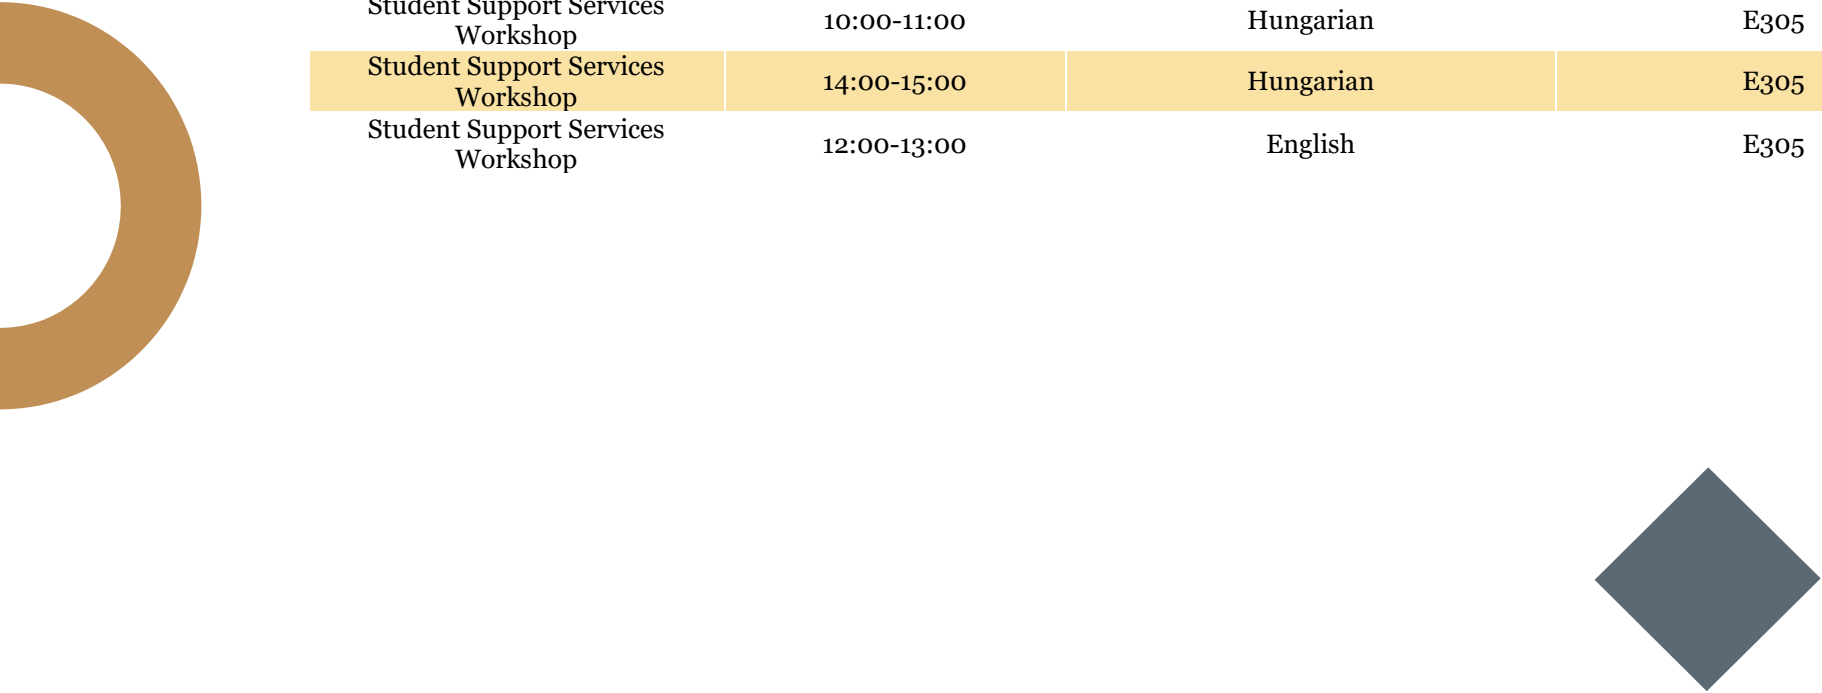 Student Support Services
Workshop
10:00-11:00
Hungarian
E305
Student Support Services
Workshop
14:00-15:00
Hungarian
E305
Student Support Services
Workshop
12:00-13:00
English
E305